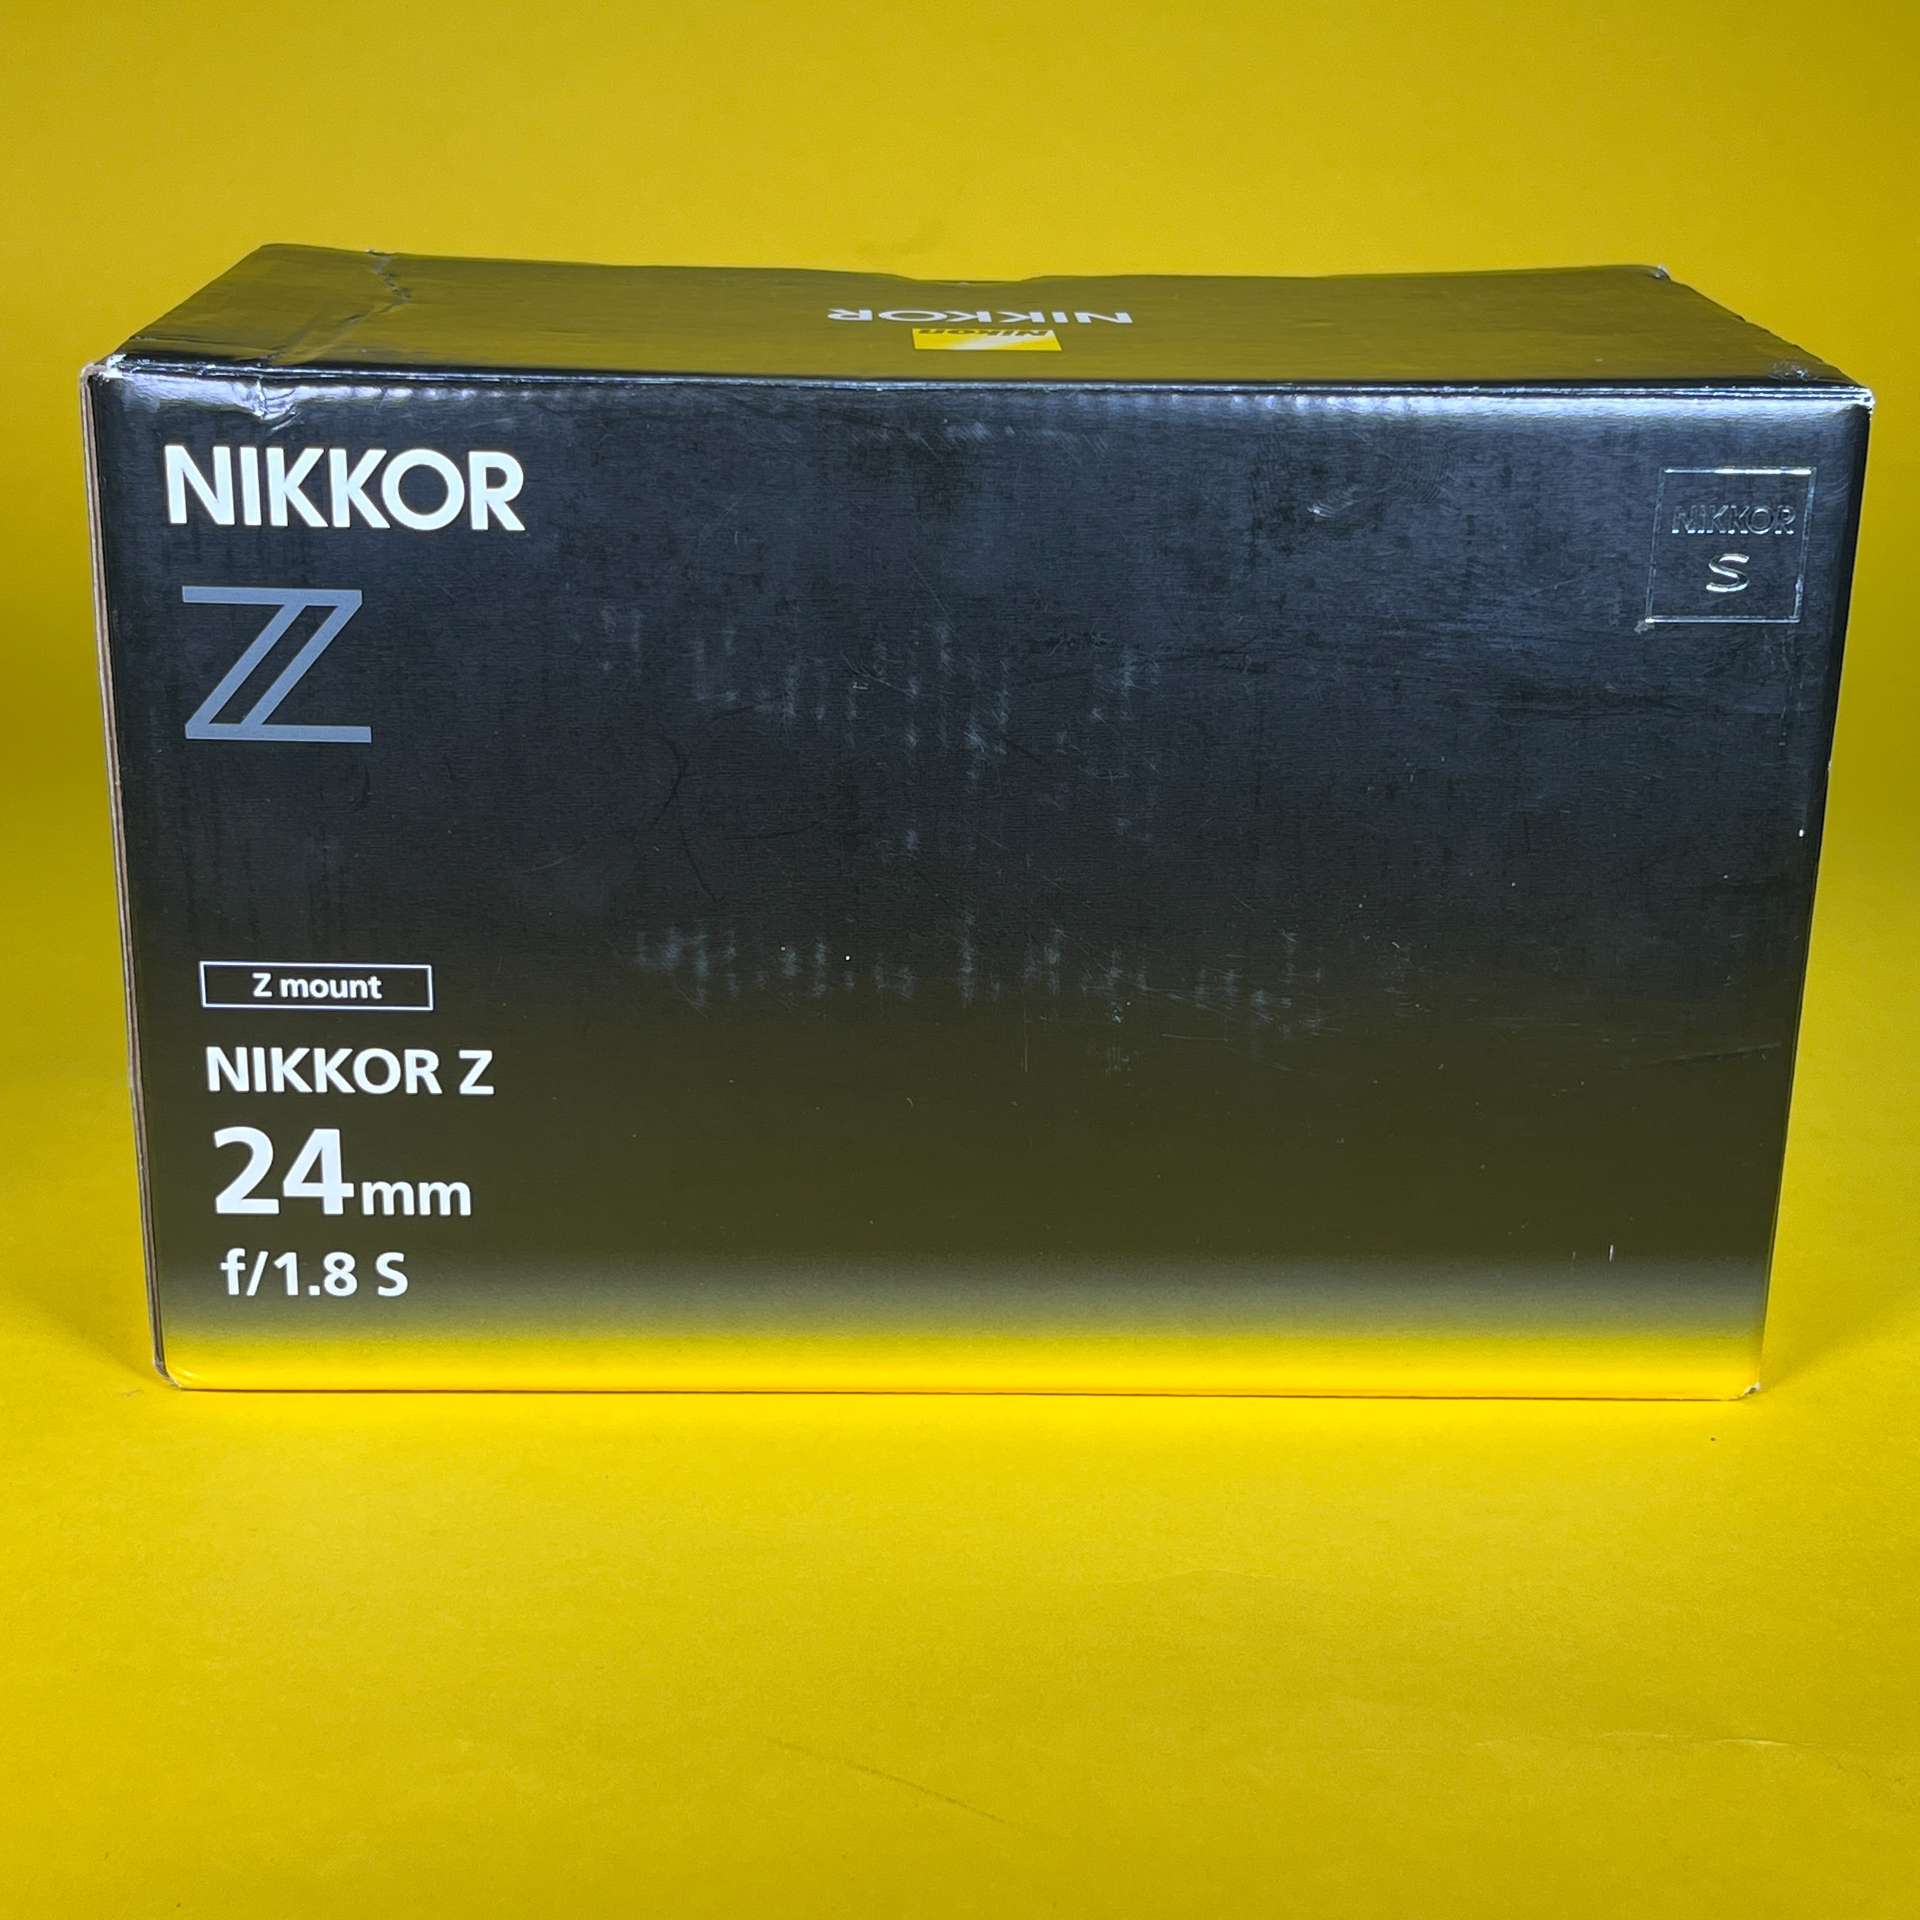 NIKKOR
Nikon
NIKKOR
Z
NIKKOR
S
Z mount
NIKKOR Z
24mm
f/1.8 S